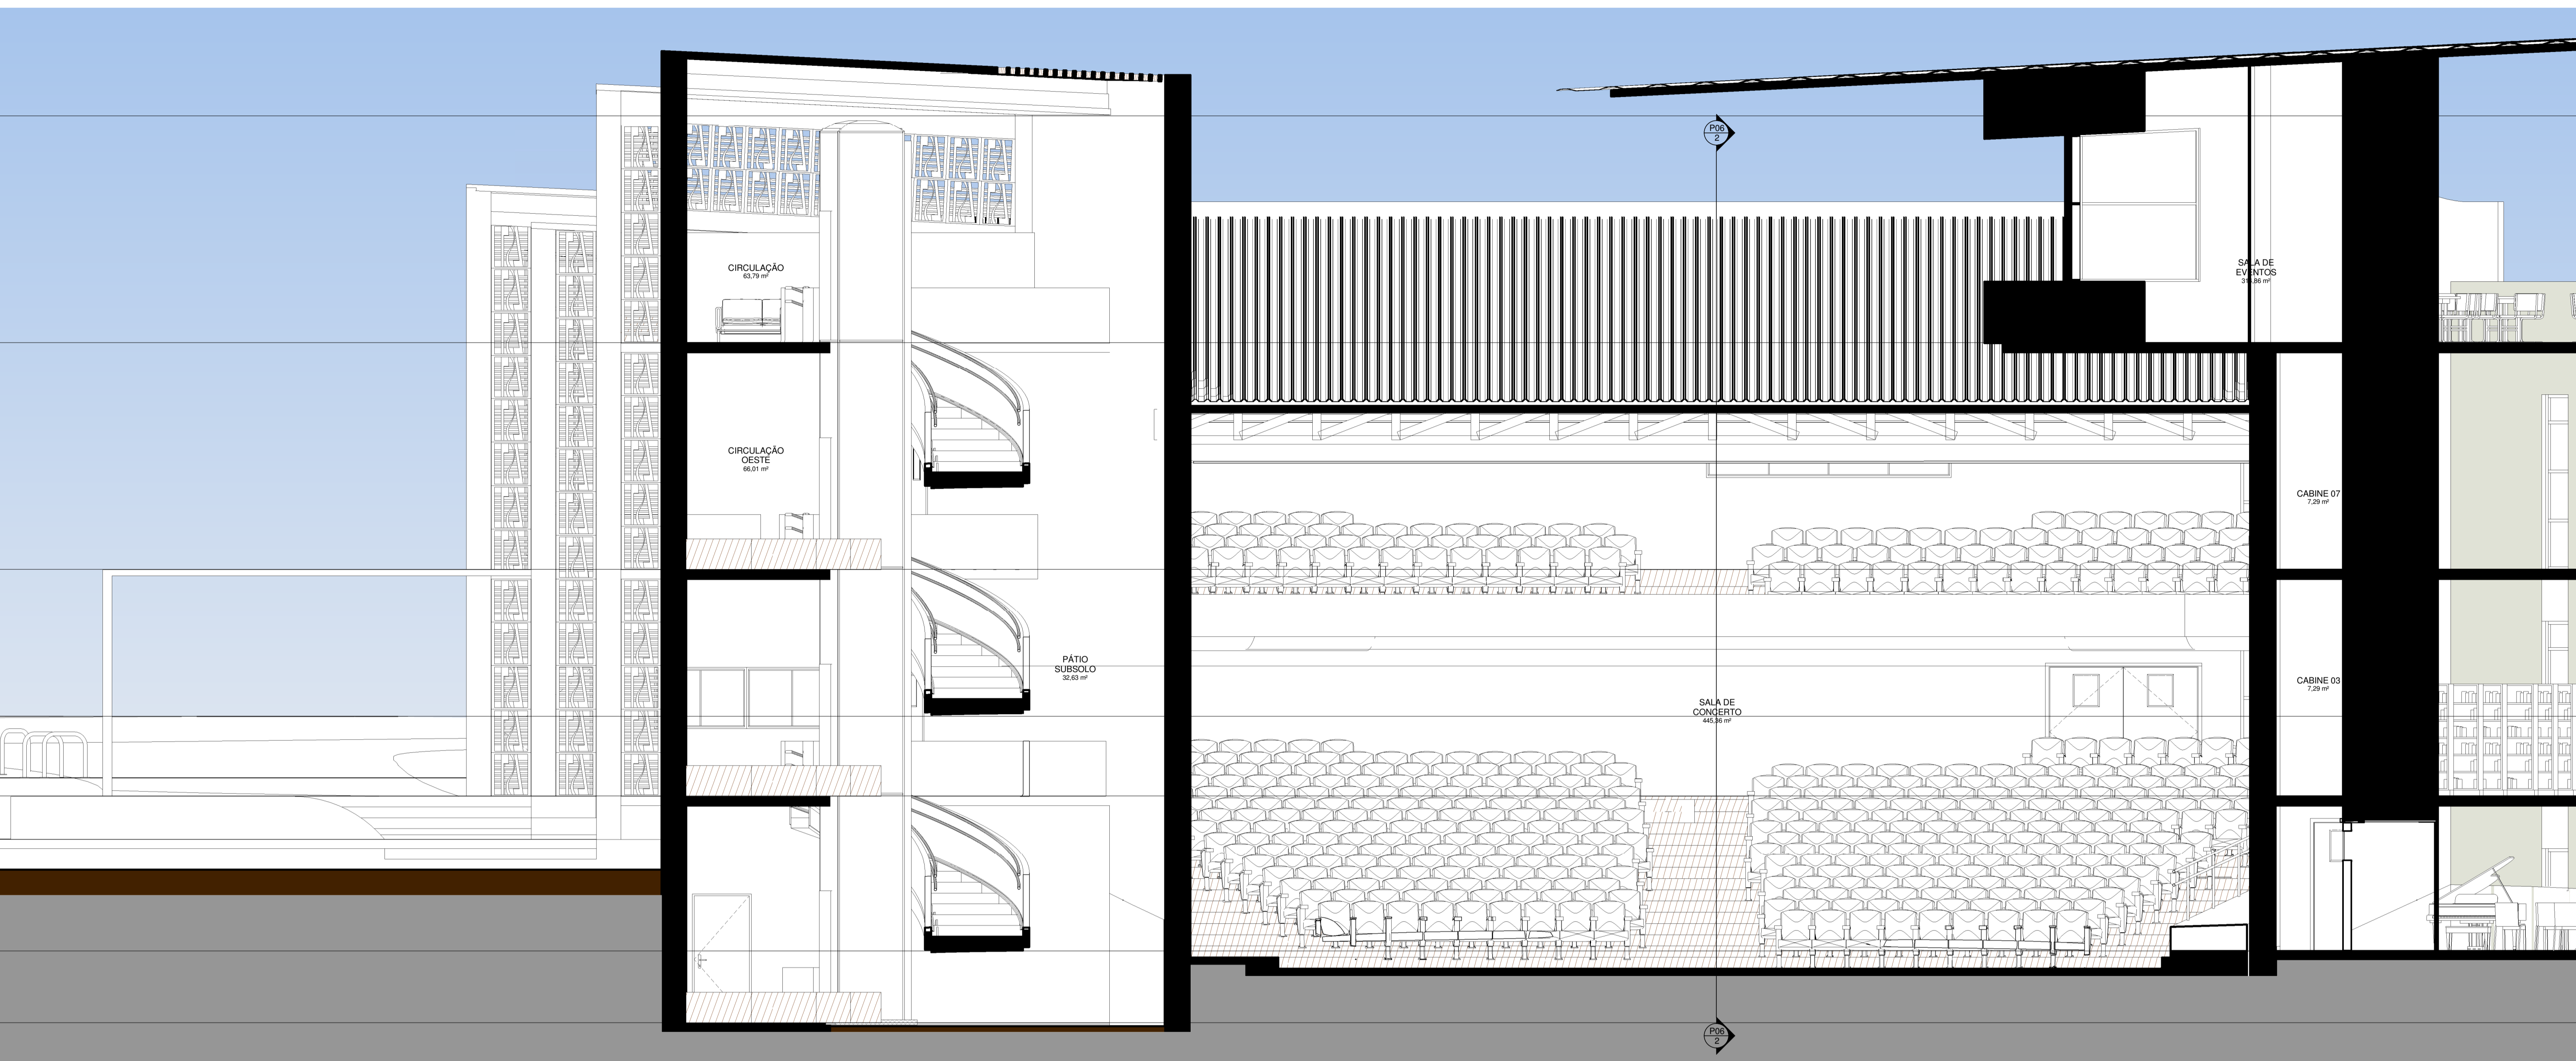 P06
2
CIRCULAÇÃO
63,79 m²
SALA DE
EVENTOS
CIRCULAÇÃO
OESTE
66,01 m²
CABINE 07
7,29 m²
PÁTIO
SUBSOLO
32,63 m²
CABINE 03
7,29 m²
SALA DE
CONCERTO
445,36 m²
P06
2